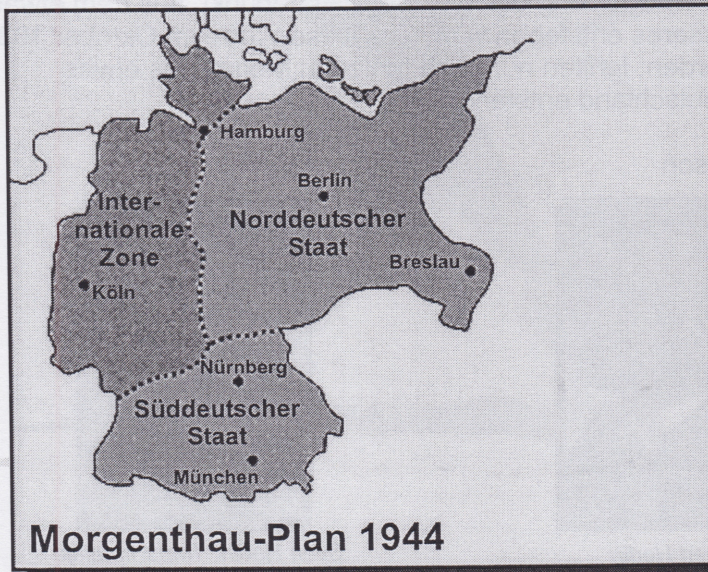 Hamburg
Berlin
Inter-
nationale
Zone
Norddeutscher
Staat
Breslau
Köln
Nürnberg
Süddeutscher
Staat
München
Morgenthau-Plan 1944